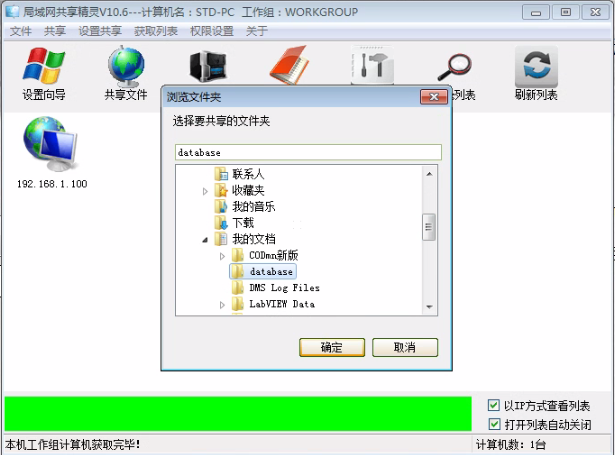 局域网共享精灵V10.6---计算机名：STD-PC 工作组：WORKGROUP
文件 共享 设置共享 获取列表 权限设置 关于
设置向导 共享文件 列表 刷新列表
192.168.1.100
浏览文件夹
选择要共享的文件夹
database
联系人
收藏夹
我的音乐
下载
我的文档
CODmn新版
database
DMS Log Files
LabVIEW Data
确定 取消
以IP方式查看列表
打开列表自动关闭
本机工作组计算机获取完毕!
计算机数：1台